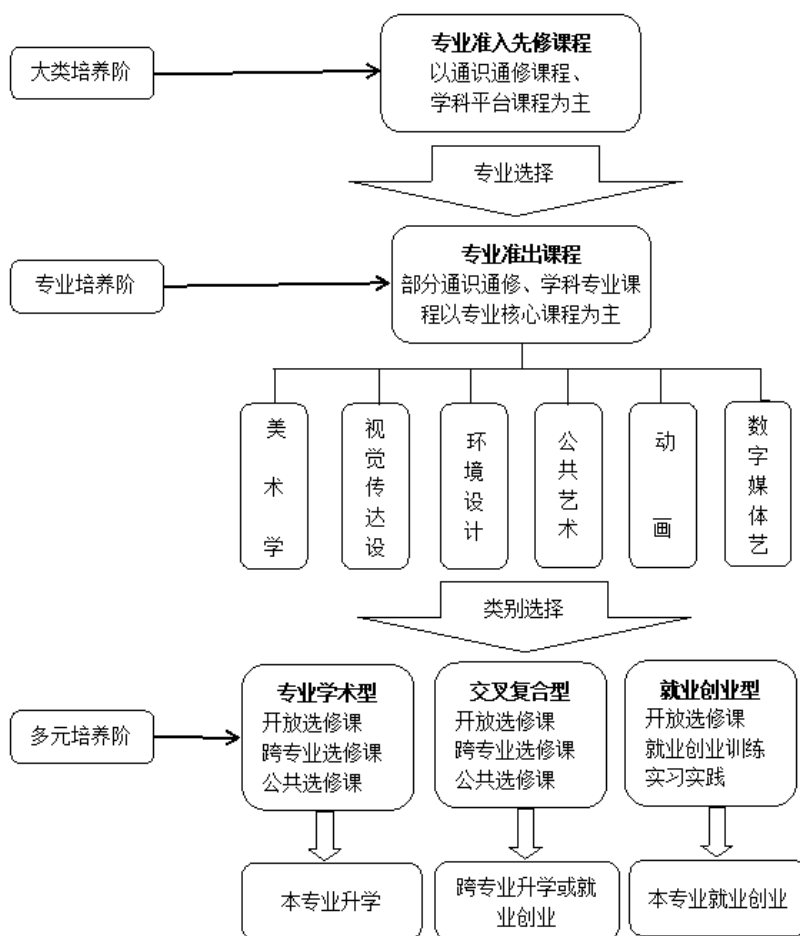 大类培养阶
专业准入先修课程
以通识通修课程、
学科平台课程为主
专业选择
专业培养阶
专业准出课程
部分通识通修、学科专业课
程以专业核心课程为主
美术学
视觉传达设
环境设计
公共艺术
动画
数字媒体艺
类别选择
多元培养阶
专业学术型
开放选修课
跨专业选修课
公共选修课
交叉复合型
开放选修课
跨专业选修课
公共选修课
就业创业型
开放选修课
就业创业训练
实习实践
本专业升学
跨专业升学或就
业创业
本专业就业创业